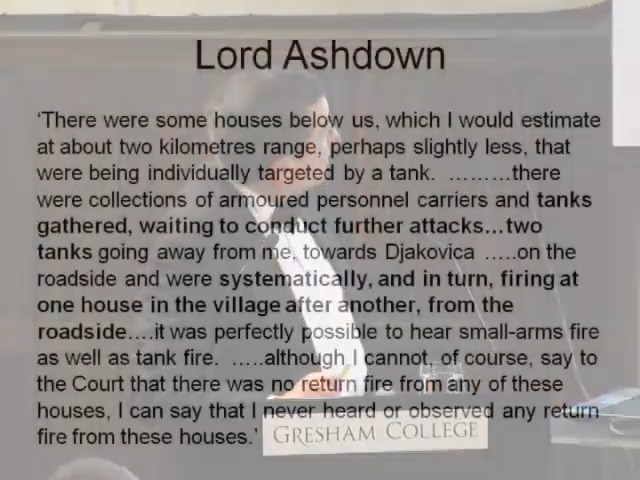 Lord Ashdown
‘There were some houses below us, which I would estimate
at about two kilometres range, perhaps slightly less, that
were being individually targeted by a tank.  ………there
were collections of armoured personnel carriers and tanks
gathered, waiting to conduct further attacks…two
tanks going away from me, towards Djakovica …..on the
roadside and were systematically, and in turn, firing at
one house in the village after another, from the
roadside….it was perfectly possible to hear small-arms fire
as well as tank fire.  …..although I cannot, of course, say to
the Court that there was no return fire from any of these
houses, I can say that I never heard or observed any return
fire from these houses.’
GRESHAM COLLEGE